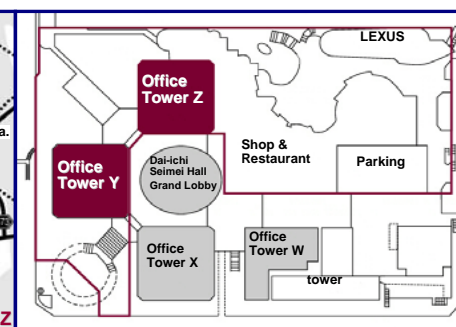 LEXUS
Office
Tower Z
a.
Shop &
Restaurant
Parking
Dai-ichi
Seimei Hall
Grand Lobby
Office
Tower Y
Office
Tower X
Office
Tower W
tower
Z